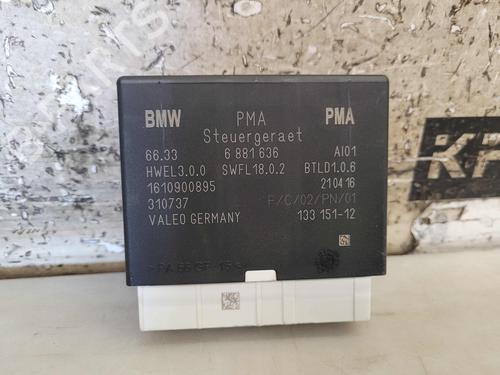 BMW PMA PMA
Steuergeraet
66.33 6 881 636 AI01
HWEL3.0.0 SWFL18.0.2 BTLD1.0.6
1610900895 210416
310737 F/C/02/PN/01
VALEO GERMANY 133 151-12